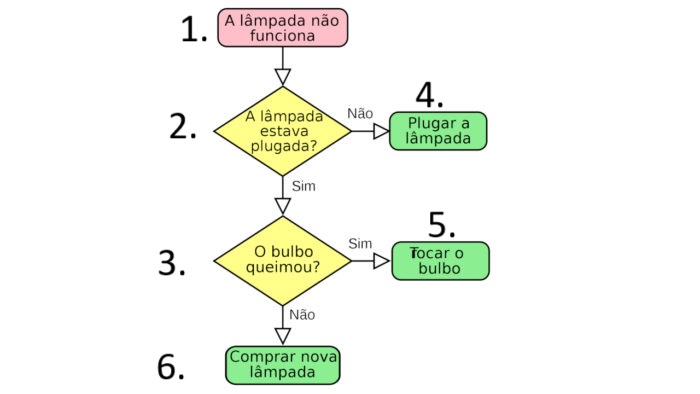 1.
A lâmpada não
funciona
2.
A lâmpada
estava
plugada?
Não
4.
Plugar a
lâmpada
Sim
3.
O bulbo
queimou?
Sim
5.
Tocar o
bulbo
Não
6.
Comprar nova
lâmpada